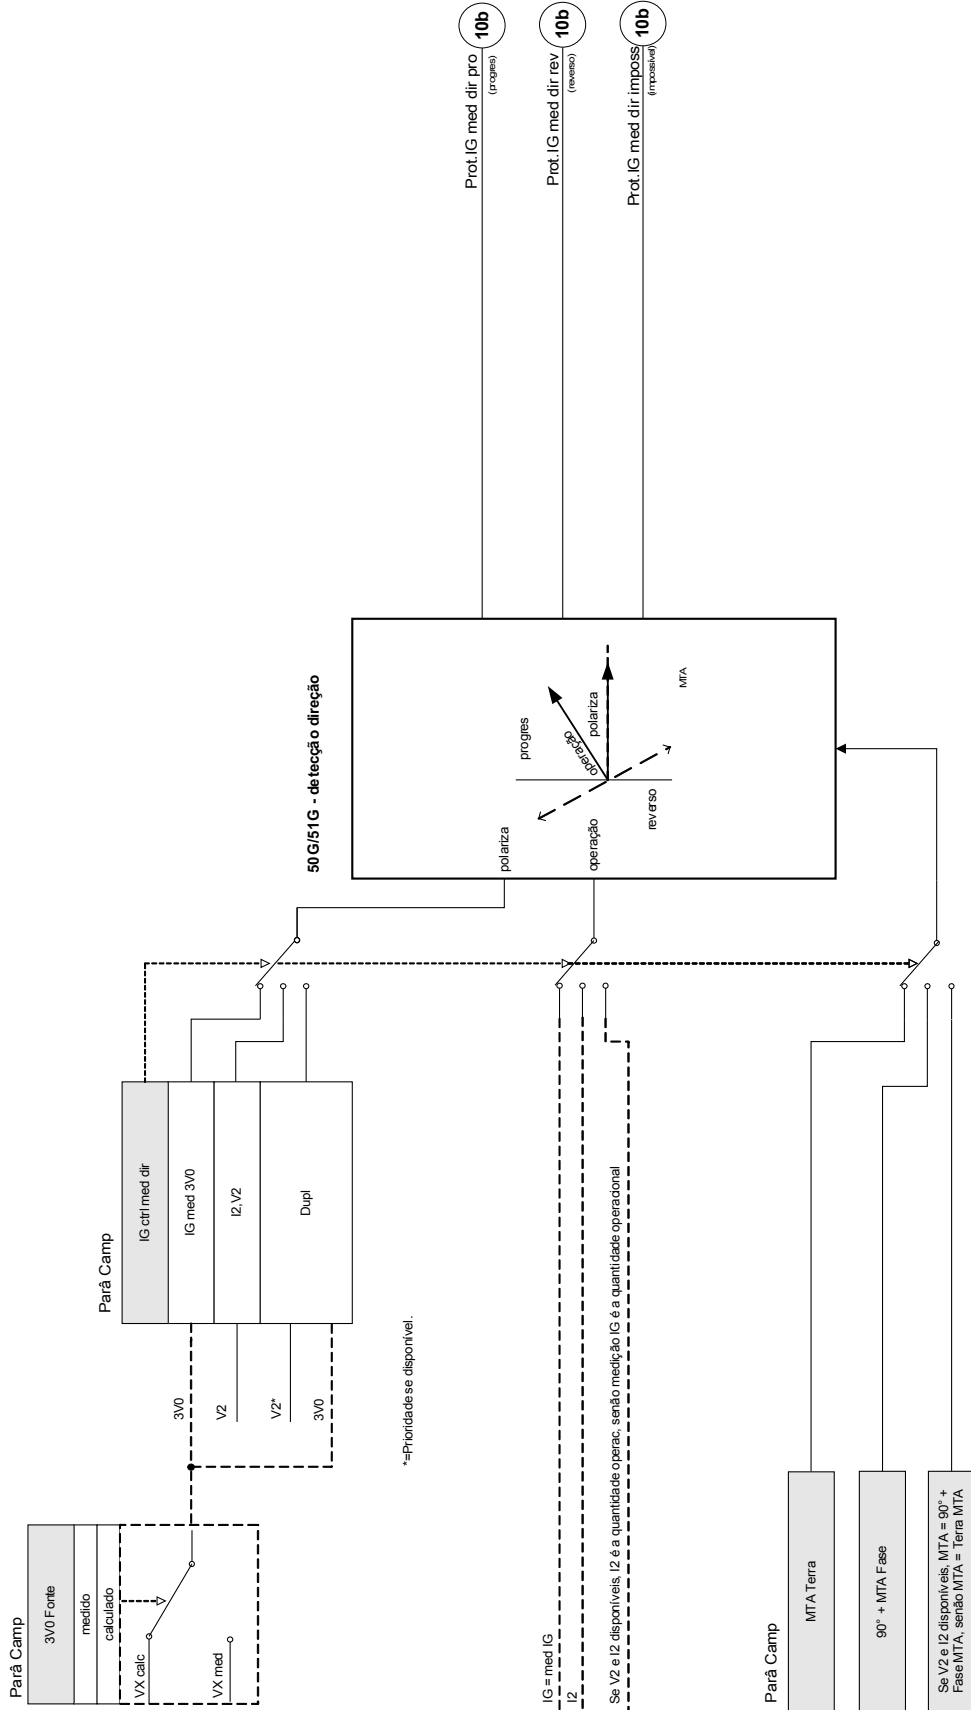 Parâ Camp
3V0 Fonte
medido
calculado
VX calc
VX med
Parâ Camp
IG ctrl med dir
IG med 3V0
I2,V2
Dupl
3V0
V2
V2*
3V0
*=Prioridade se disponível.
IG = med IG
I2
Se V2 e I2 disponíveis, I2 é a quantidade operac, senão medição IG é a quantidade operacional
Parâ Camp
MTA Terra
90° + MTA Fase
Se V2 e I2 disponíveis, MTA = 90° +
Fase MTA, senão MTA = Terra MTA
50G/51G - detecção direção
polariza
operação
progres
operação
polariza
reverso
MTA
Prot.IG med dir pro
(progres)
10b
Prot.IG med dir rev
(reverso)
10b
Prot.IG med dir imposs
(impossível)
10b